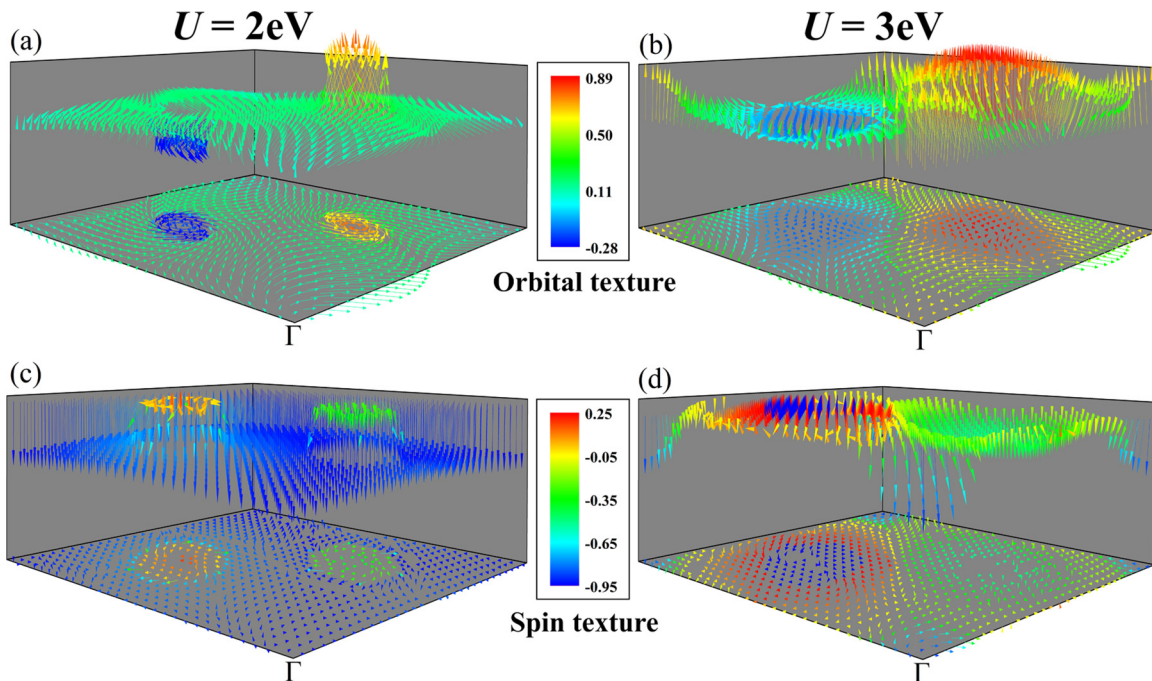 U = 2eV
U = 3eV
(a)
(b)
0.89
0.50
0.11
-0.28
Orbital texture
Γ
Γ
(c)
(d)
0.25
-0.05
-0.35
-0.65
-0.95
Spin texture
Γ
Γ